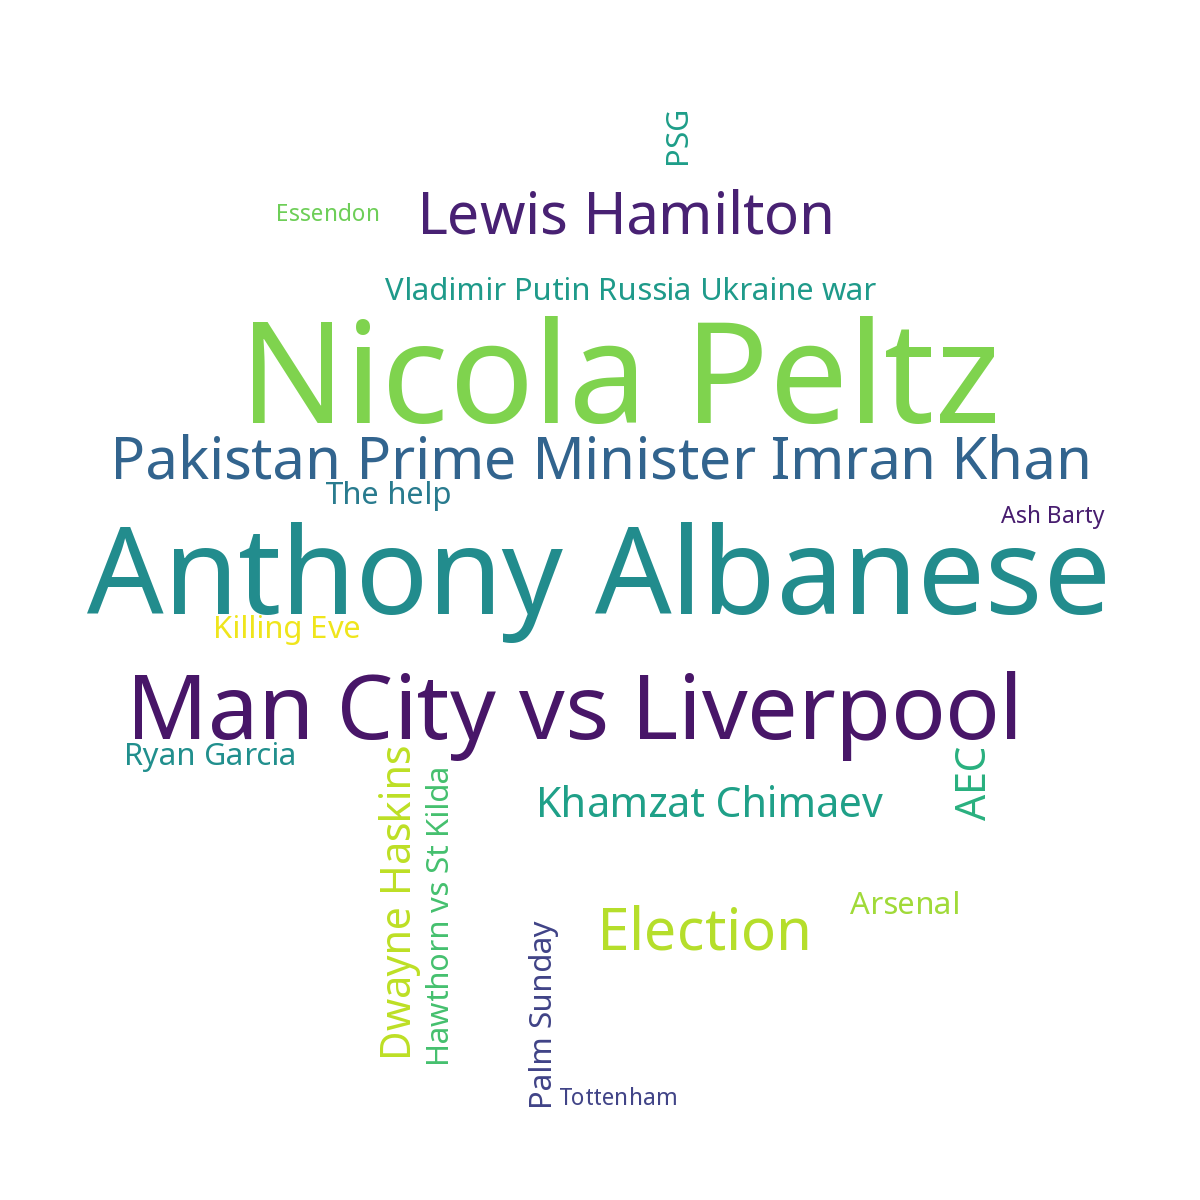 PSG
Lewis Hamilton
Essendon
Vladimir Putin Russia Ukraine war
Nicola Peltz
Pakistan Prime Minister Imran Khan
The help
Ash Barty
Anthony Albanese
Killing Eve
Man City vs Liverpool
Ryan Garcia
Dwayne Haskins
Hawthorn vs St Kilda
Khamzat Chimaev
AEC
Arsenal
Election
Palm Sunday
Tottenham